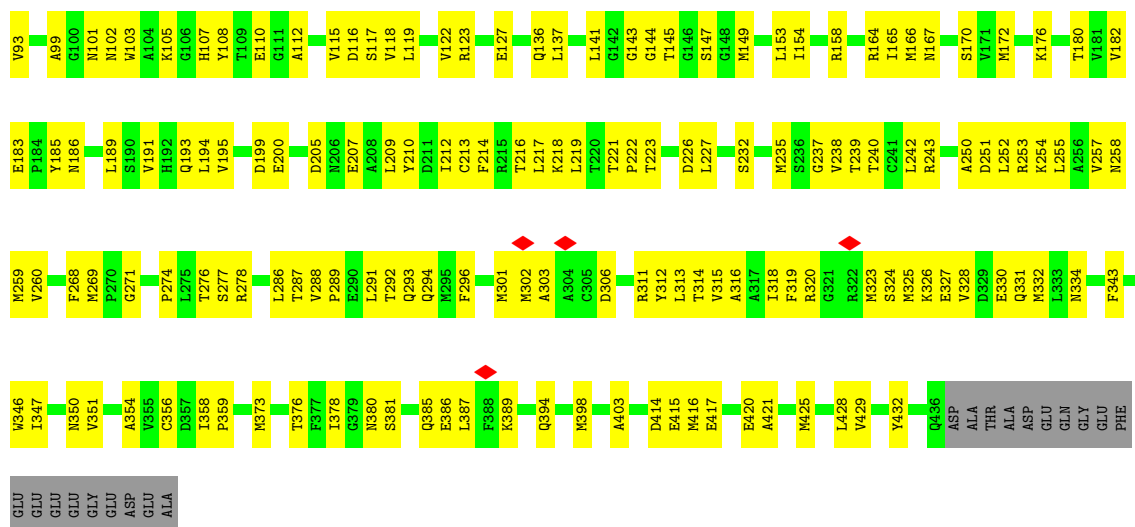 V93 A99 G100 N101 N102 W103 A104 K105 G106 H107 Y108 T109 E110 G111 A112 V115 D116 S117 V118 L119 V122 R123 E127 Q136 L137 L141 G142 G143 G144 T145 G146 S147 G148 M149 L153 I154 R158 R164 I165 M166 N167 S170 V171 M172 K176 T180 V181 V182
E183 P184 Y185 N186 L189 S190 V191 H192 Q193 L194 V195 D199 E200 D205 N206 E207 A208 L209 Y210 D211 I212 C213 F214 R215 T216 L217 K218 L219 T220 T221 P222 T223 D226 L227 S232 M235 S236 G237 V238 T239 T240 C241 L242 R243 A250 D251 L252 R253 K254 L255 A256 V257 N258
M259 V260 F268 M269 P270 G271 P274 L275 T276 S277 R278 L286 T287 V288 P289 E290 L291 T292 Q293 Q294 M295 F296 M301 M302 A303 A304 C305 D306 R311 Y312 L313 T314 V315 A316 A317 I318 F319 R320 G321 R322 M323 S324 M325 K326 E327 V328 D329 E330 Q331 M332 L333 N334 F343
W346 I347 N350 V351 A354 V355 C356 D357 I358 P359 M373 T376 F377 I378 G379 N380 S381 Q385 E386 L387 F388 K389 Q394 M398 A403 D414 E415 M416 E417 E420 A421 M425 L428 V429 Y432 Q436 ASP ALA THR ALA ASP GLU GLN GLY GLU PHE
GLU GLU GLU GLU GLY GLU ASP GLU ALA